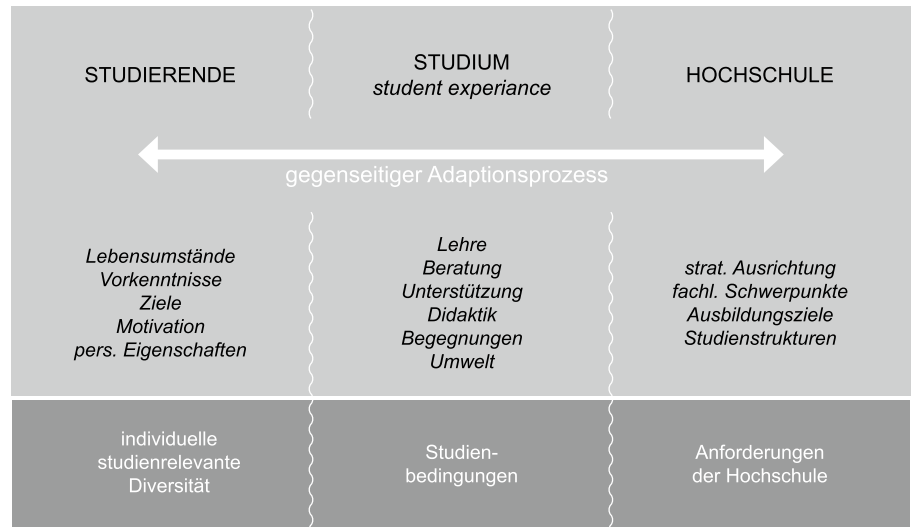 STUDIERENDE
STUDIUM
student experiance
HOCHSCHULE
gegenseitiger Adaptionsprozess
Lebensumstände
Vorkenntnisse
Ziele
Motivation
pers. Eigenschaften
Lehre
Beratung
Unterstützung
Didaktik
Begegnungen
Umwelt
strat. Ausrichtung
fachl. Schwerpunkte
Ausbildungsziele
Studienstrukturen
individuelle
studienrelevante
Diversität
Studien-
bedingungen
Anforderungen
der Hochschule